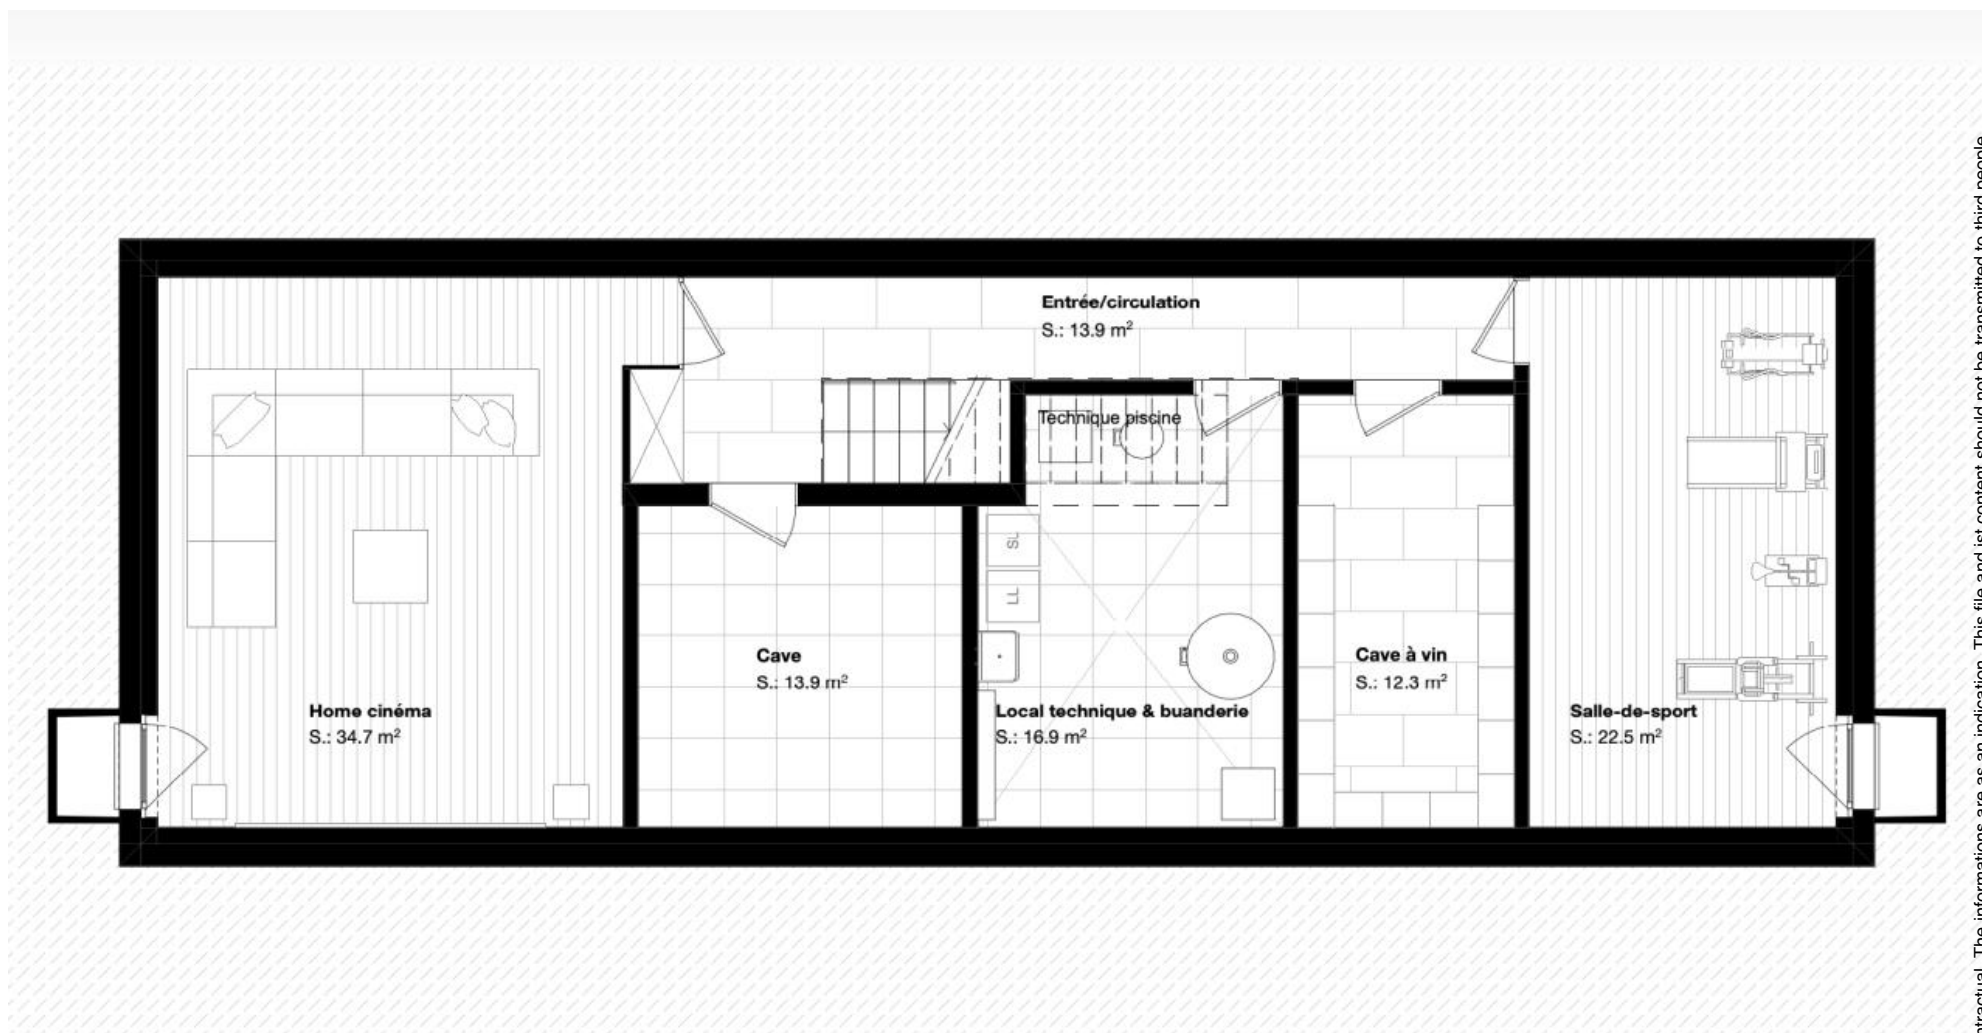 Entrée/circulation
S.: 13.9 m²
Technique piscine
SL
LL
Cave
S.: 13.9 m²
Cave à vin
S.: 12.3 m²
Home cinéma
S.: 34.7 m²
Local technique & buanderie
S.: 16.9 m²
Salle-de-sport
S.: 22.5 m²
The informations are as an indication. This file and ist content should not be transmitted to third people